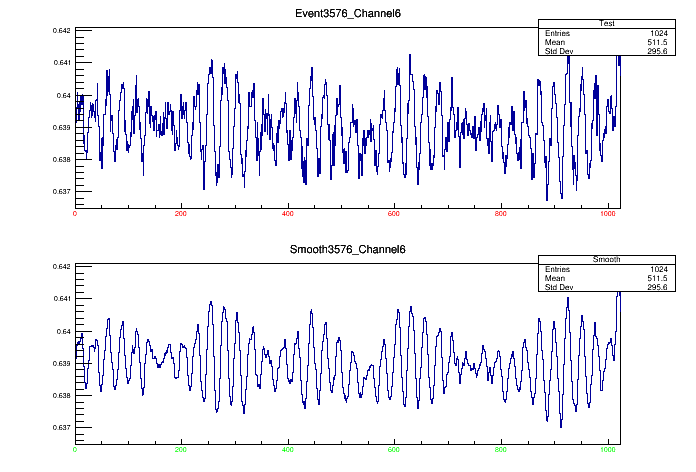 Event3576_Channel6
Test
Entries 1024
Mean 511.5
Std Dev 295.6
0.642
0.641
0.64
0.639
0.638
0.637
0 200 400 600 800 1000
Smooth3576_Channel6
Smooth
Entries 1024
Mean 511.5
Std Dev 295.6
0.642
0.641
0.64
0.639
0.638
0.637
0 200 400 600 800 1000